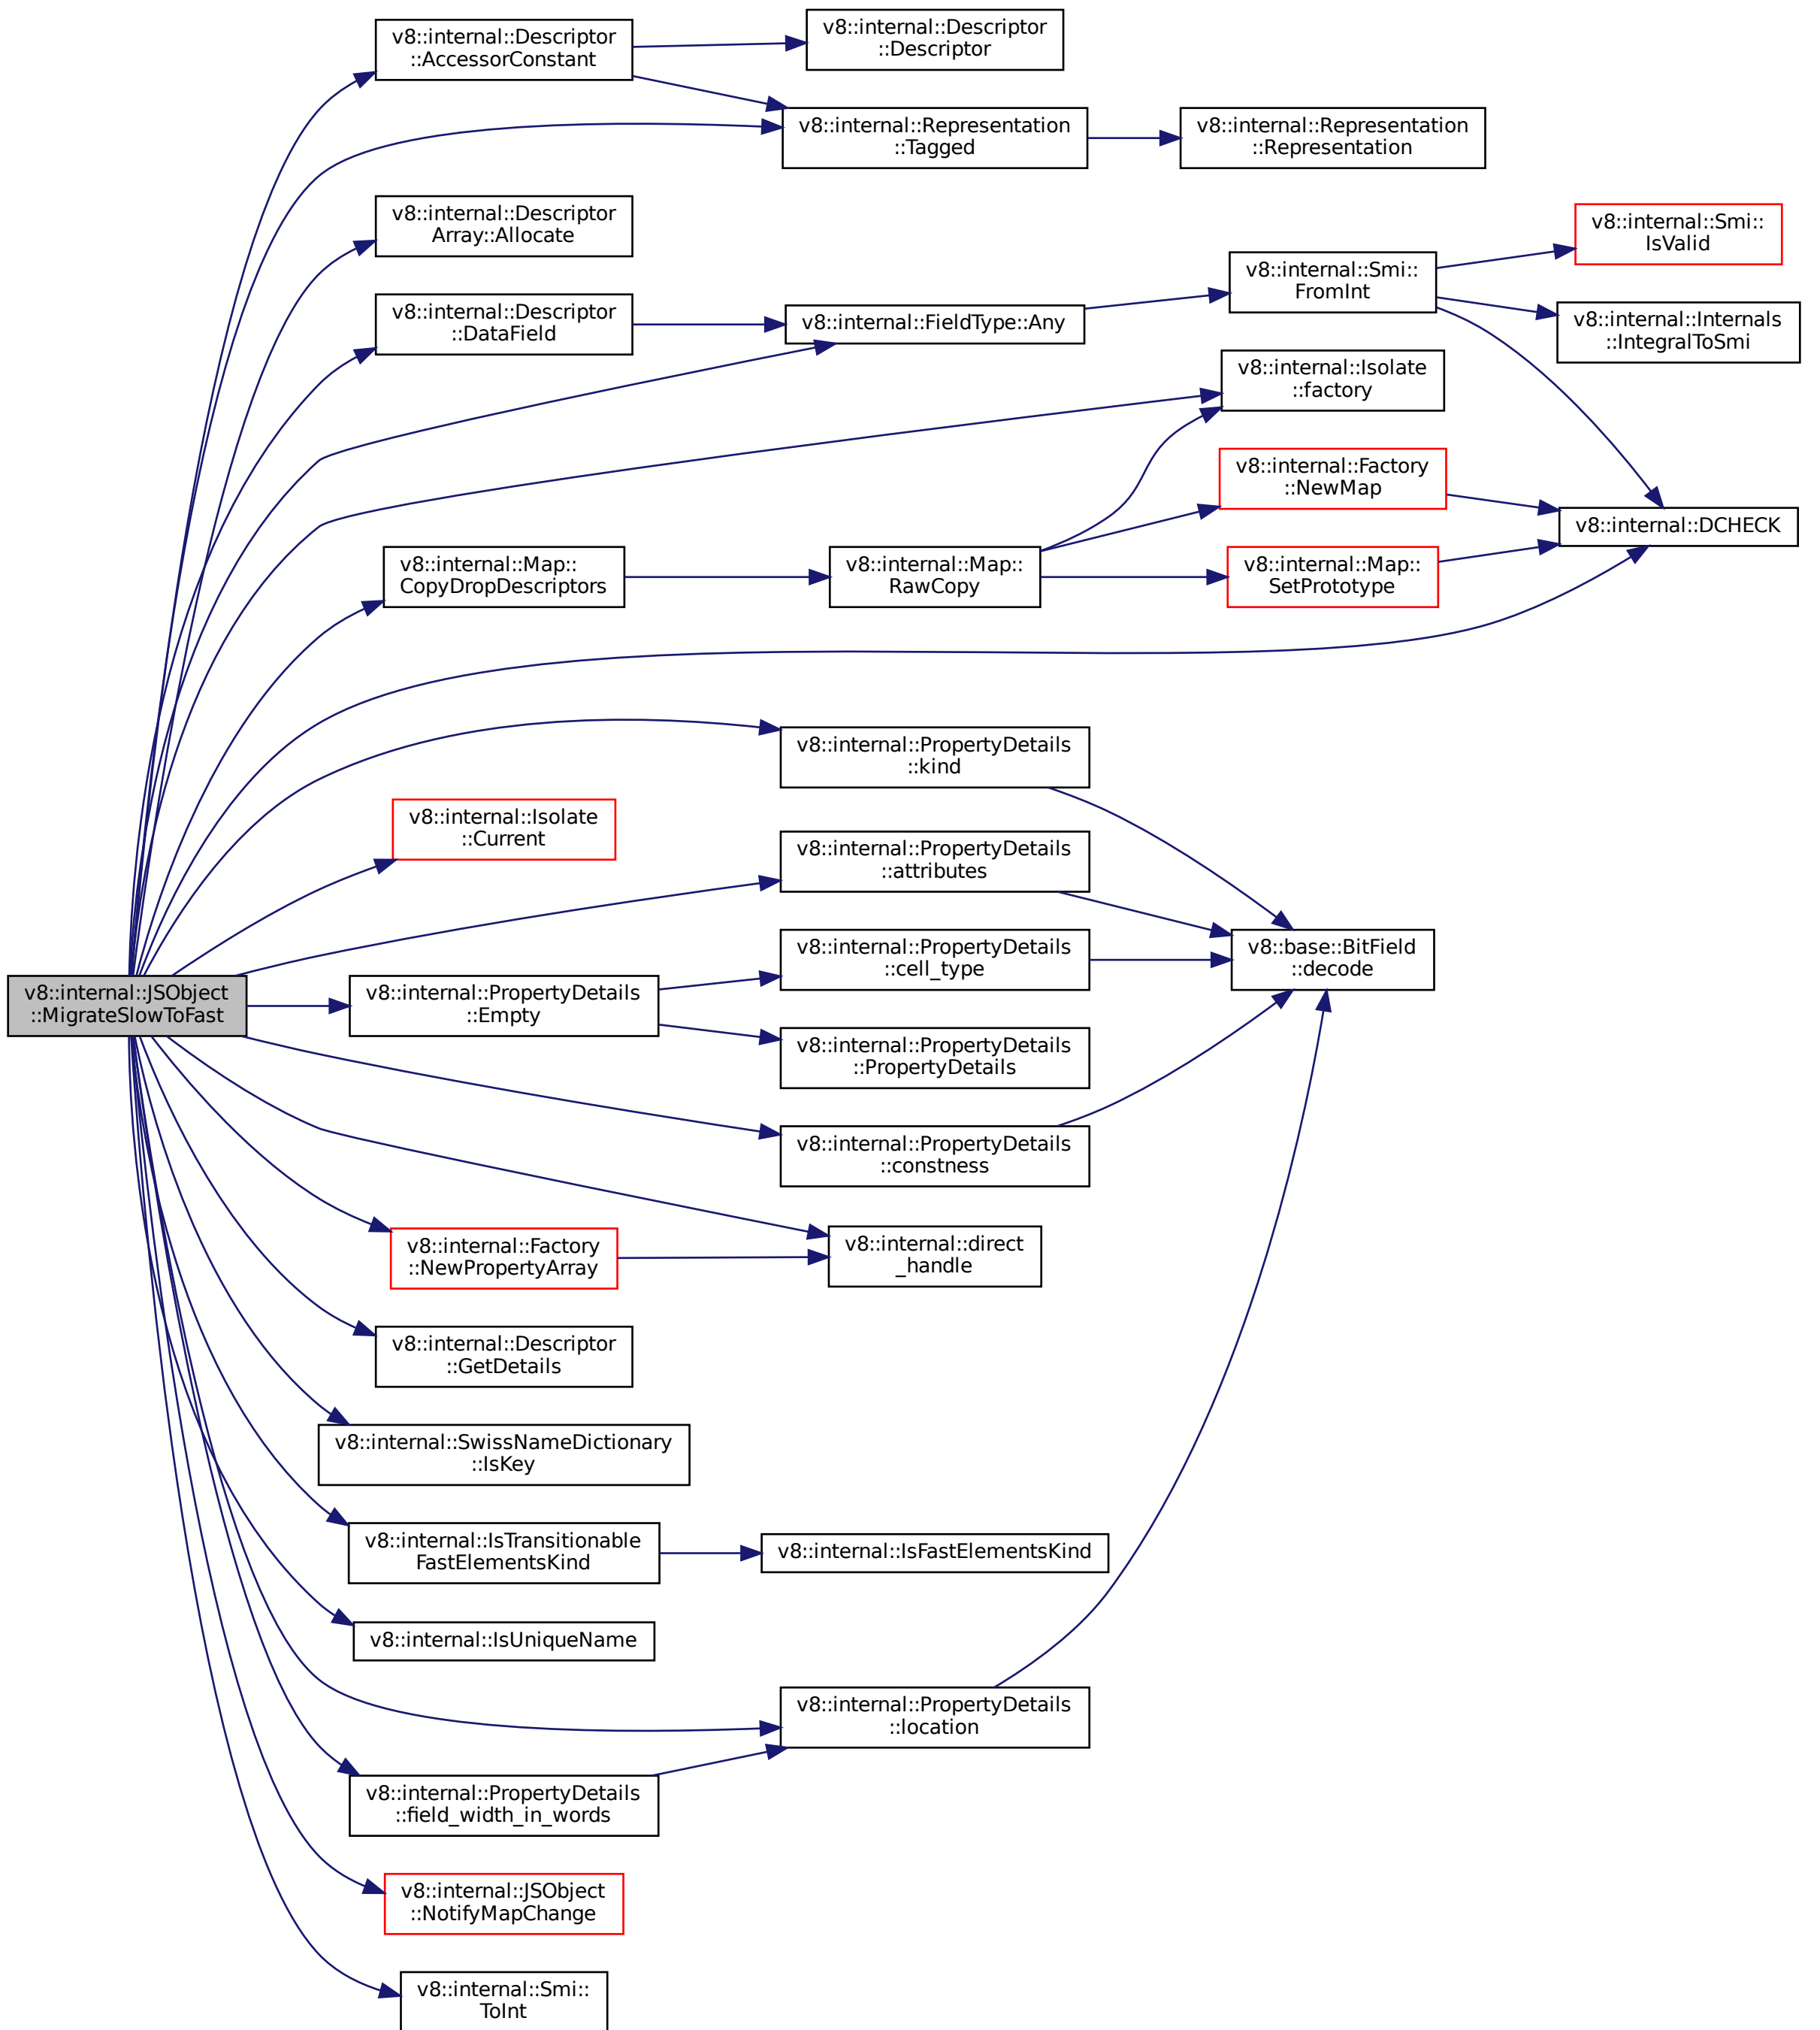 v8::internal::Descriptor
::AccessorConstant
v8::internal::Descriptor
::Descriptor
v8::internal::Representation
::Tagged
v8::internal::Representation
::Representation
v8::internal::Descriptor
Array::Allocate
v8::internal::Smi::
IsValid
v8::internal::Smi::
FromInt
v8::internal::Descriptor
::DataField
v8::internal::FieldType::Any
v8::internal::Internals
::IntegralToSmi
v8::internal::Isolate
::factory
v8::internal::Factory
::NewMap
v8::internal::DCHECK
v8::internal::Map::
CopyDropDescriptors
v8::internal::Map::
RawCopy
v8::internal::Map::
SetPrototype
v8::internal::PropertyDetails
::kind
v8::internal::Isolate
::Current
v8::internal::PropertyDetails
::attributes
v8::internal::PropertyDetails
::cell_type
v8::base::BitField
::decode
v8::internal::JSObject
::MigrateSlowToFast
v8::internal::PropertyDetails
::Empty
v8::internal::PropertyDetails
::PropertyDetails
v8::internal::PropertyDetails
::constness
v8::internal::Factory
::NewPropertyArray
v8::internal::direct
_handle
v8::internal::Descriptor
::GetDetails
v8::internal::SwissNameDictionary
::IsKey
v8::internal::IsTransitionable
FastElementsKind
v8::internal::IsFastElementsKind
v8::internal::IsUniqueName
v8::internal::PropertyDetails
::location
v8::internal::PropertyDetails
::field_width_in_words
v8::internal::JSObject
::NotifyMapChange
v8::internal::Smi::
ToInt